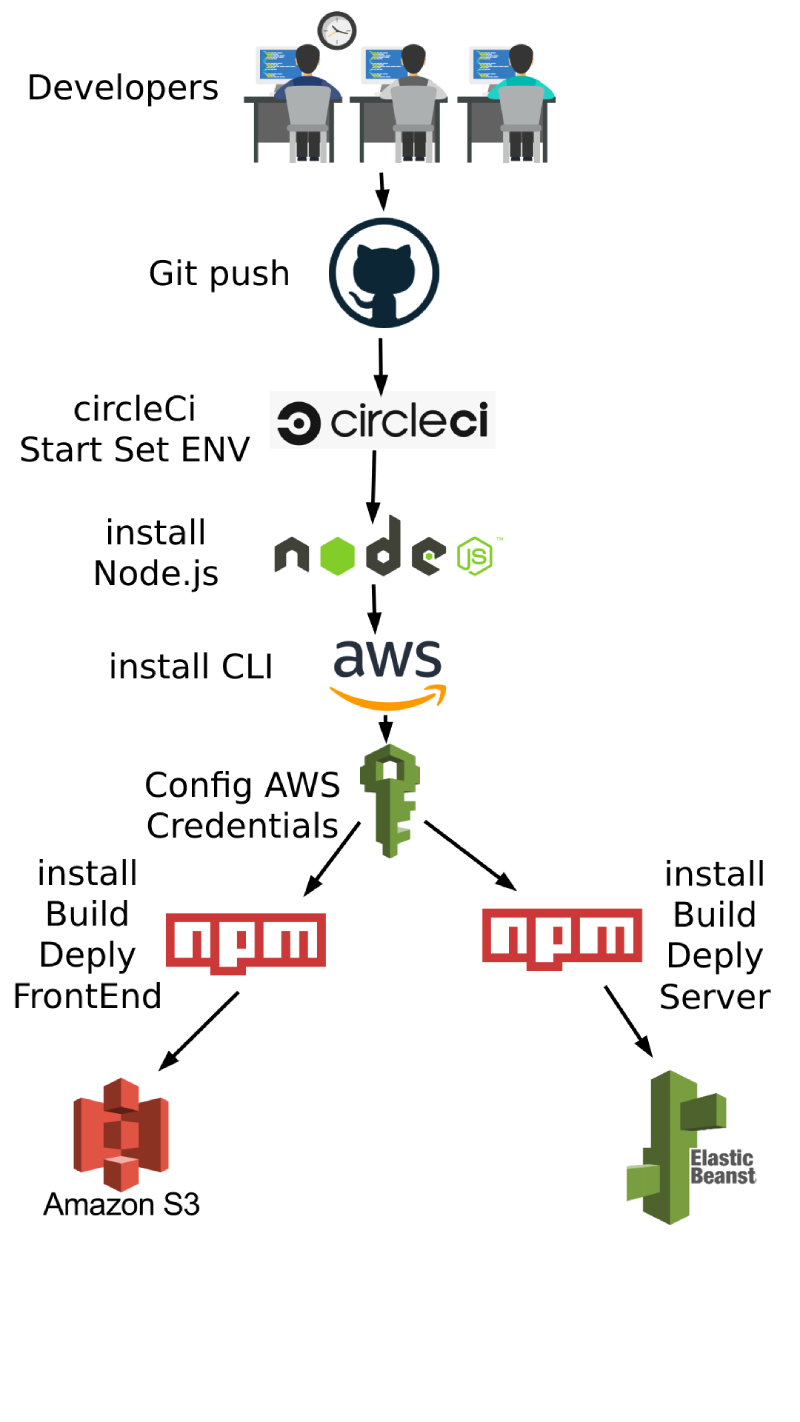 Developers
Git push
circleCi
Start Set ENV
circleci
install
Node.js
node
JS
™
install CLI
aws
Config AWS
Credentials
install
Build
Deply
FrontEnd
npm
npm
install
Build
Deply
Server
Amazon S3
Elastic
Beanst